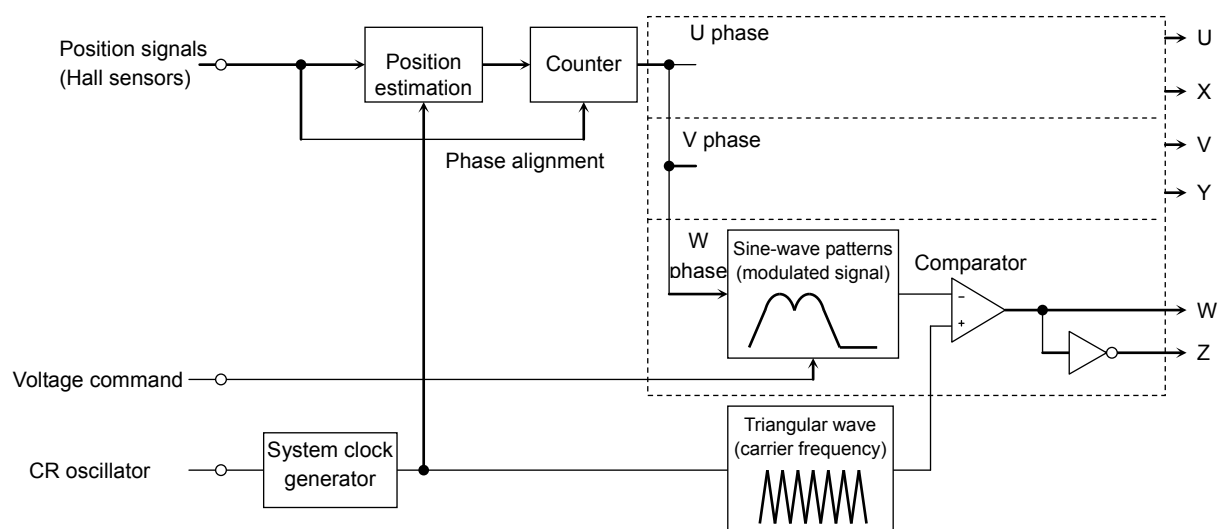 Position signals
(Hall sensors)
Position
estimation
Counter
Phase alignment
U phase
V phase
W
phase
Sine-wave patterns
(modulated signal)
Comparator
−
+
U
X
V
Y
W
Z
Voltage command
CR oscillator
System clock
generator
Triangular wave
(carrier frequency)